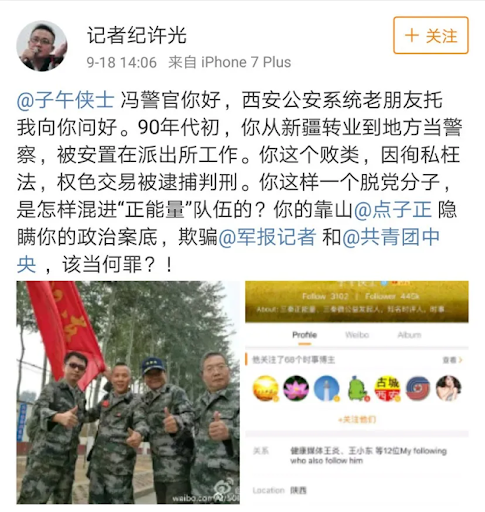 记者纪许光
+ 关注
9-18 14:06 来自 iPhone 7 Plus
@子午侠士 冯警官你好，西安公安系统老朋友托
我向你问好。90年代初，你从新疆转业到地方当警
察，被安置在派出所工作。你这个败类，因徇私枉
法，权色交易被逮捕判刑。你这样一个脱党分子，
是怎样混进“正能量”队伍的？你的靠山@点子正 隐
瞒你的政治案底，欺骗@军报记者 和@共青团中
央 ，该当何罪？！
Follow 3102 | Followers 440k
Profile Weibo Album
他关注了68个时事博主 查看>
古城
西安
+关注他们
关系 健康媒体王炎、王小东 等12位My following
who also follow him
Location 陕西